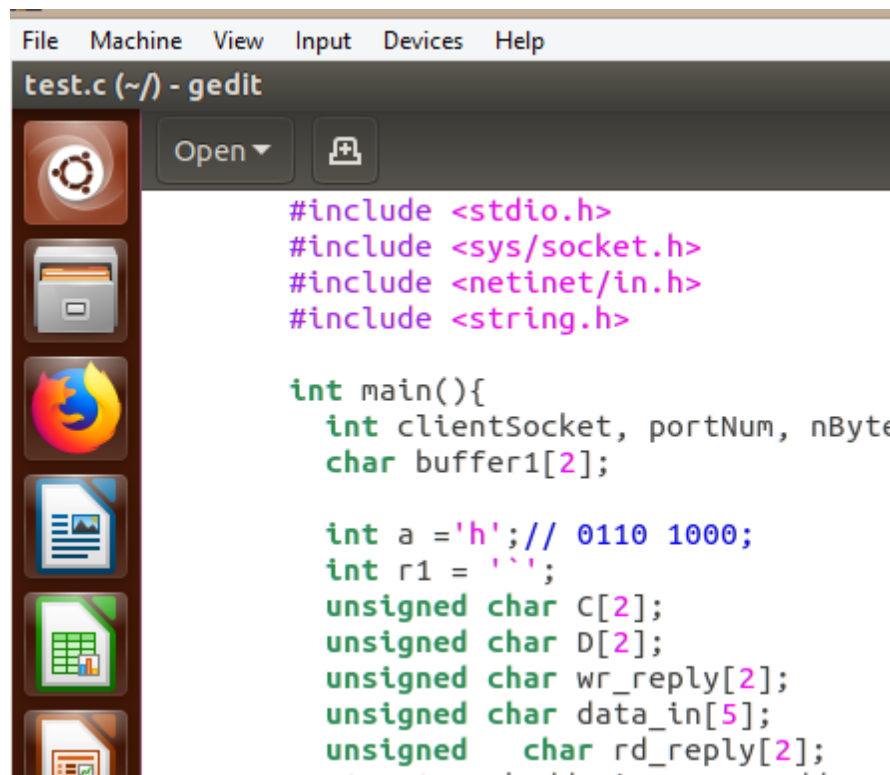 File Machine View Input Devices Help
test.c (~/) - gedit
Open
#include <stdio.h>
#include <sys/socket.h>
#include <netinet/in.h>
#include <string.h>
int main(){
int clientSocket, portNum,
char buffer1[2];
int a ='h';// 0110 1000;
int r1 = '`';
unsigned char C[2];
unsigned char D[2];
unsigned char wr_reply[2];
unsigned char data_in[5];
unsigned   char rd_reply[2];